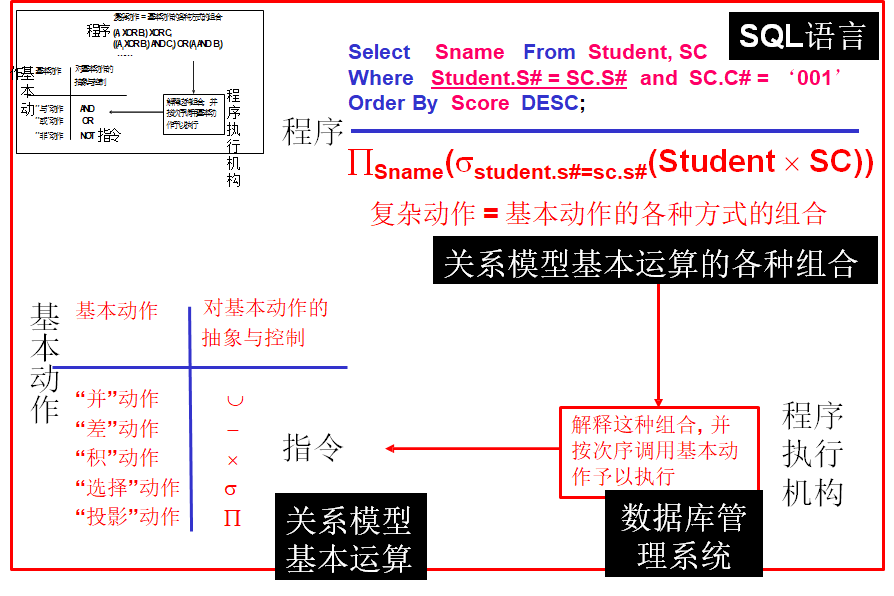 复杂动作 = 基本动作的各种方式的组合
程序
(A XOR B) XOR C,
((A XOR B) AND C) OR (A AND B)
......
基本动作
基本动作
对基本动作的
抽象与控制
“与”动作 AND
“或”动作 OR
“非”动作 NOT
指令
解释这种组合, 并
按次序调用基本动
作予以执行
程序执行机构
SQL语言
Select Sname From Student, SC
Where Student.S# = SC.S# and SC.C# = ‘001’
Order By Score DESC;
程序
∏Sname(σstudent.s#=sc.s#(Student × SC))
复杂动作 = 基本动作的各种方式的组合
关系模型基本运算的各种组合
基本动作
基本动作
对基本动作的
抽象与控制
“并”动作 ∪
“差”动作 −
“积”动作 ×
“选择”动作 σ
“投影”动作 ∏
指令
关系模型
基本运算
解释这种组合, 并
按次序调用基本动
作予以执行
程序
执行
机构
数据库管
理系统